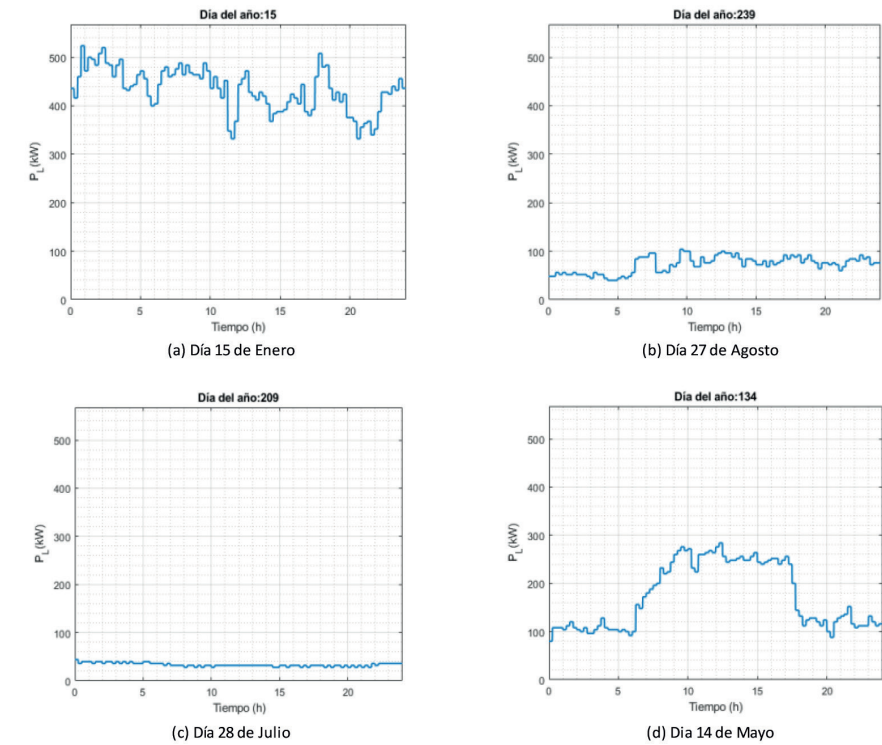 Día del año:15
500
400
300
200
100
0
P_L(kW)
0 5 10 15 20
Tiempo (h)
(a) Día 15 de Enero
Día del año:239
500
400
300
200
100
0
P_L(kW)
0 5 10 15 20
Tiempo (h)
(b) Día 27 de Agosto
Día del año:209
500
400
300
200
100
0
P_L(kW)
0 5 10 15 20
Tiempo (h)
(c) Día 28 de Julio
Día del año:134
500
400
300
200
100
0
P_L(kW)
0 5 10 15 20
Tiempo (h)
(d) Dia 14 de Mayo